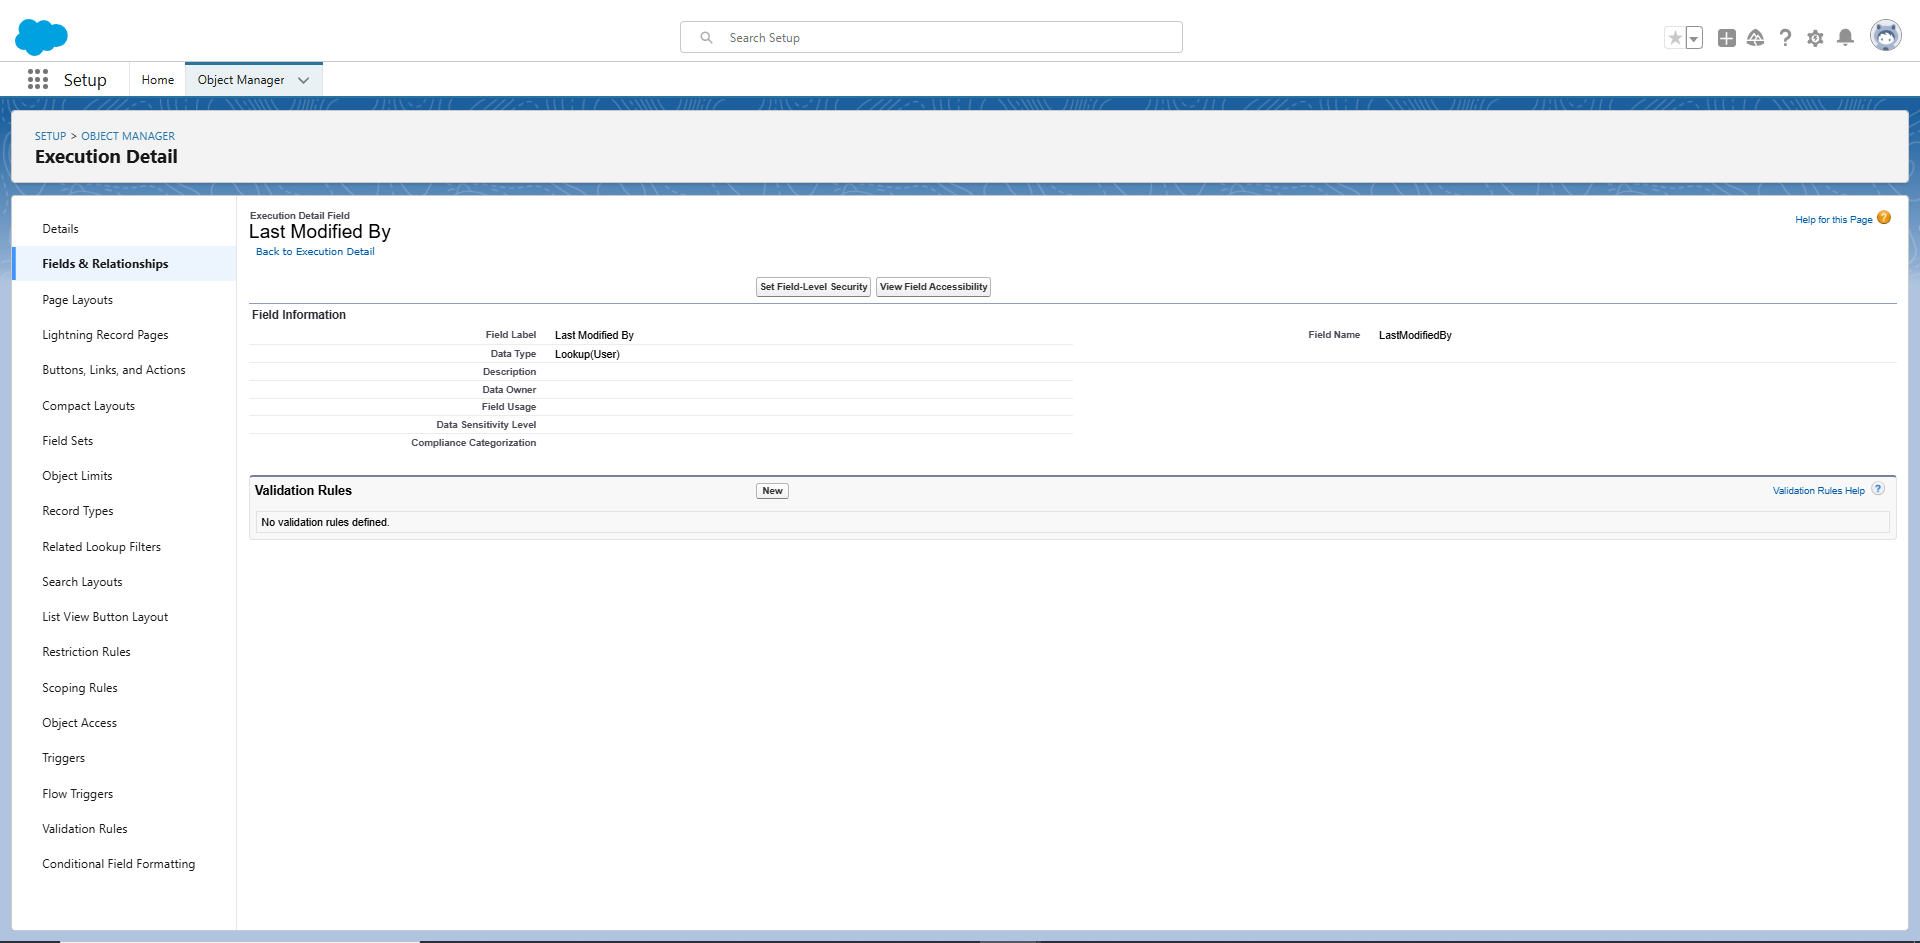 Search Setup
Setup
Home
Object Manager
SETUP > OBJECT MANAGER
Execution Detail
Details
Fields & Relationships
Page Layouts
Lightning Record Pages
Buttons, Links, and Actions
Compact Layouts
Field Sets
Object Limits
Record Types
Related Lookup Filters
Search Layouts
List View Button Layout
Restriction Rules
Scoping Rules
Object Access
Triggers
Flow Triggers
Validation Rules
Conditional Field Formatting
Execution Detail Field
Last Modified By
Back to Execution Detail
Help for this Page
Set Field-Level Security
View Field Accessibility
Field Information
Field Label Last Modified By
Field Name LastModifiedBy
Data Type Lookup(User)
Description
Data Owner
Field Usage
Data Sensitivity Level
Compliance Categorization
Validation Rules
New
Validation Rules Help ?
No validation rules defined.